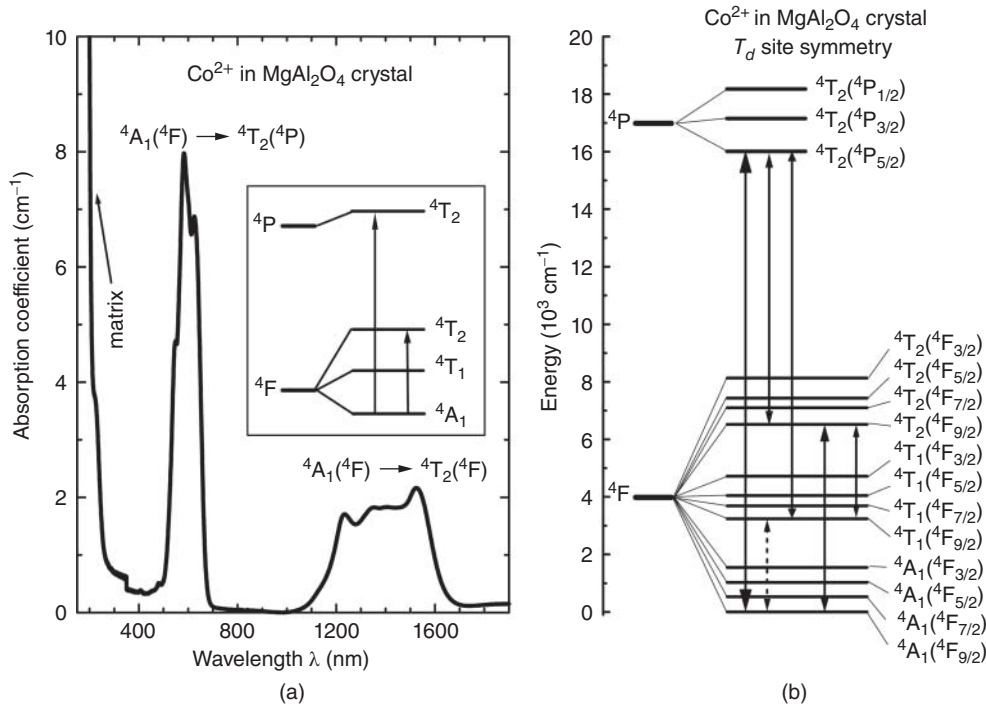 Co²⁺ in MgAl₂O₄ crystal
⁴A₁(⁴F) → ⁴T₂(⁴P)
matrix
⁴P
⁴T₂
⁴T₂
⁴F
⁴T₁
⁴A₁
⁴A₁(⁴F) → ⁴T₂(⁴F)
Absorption coefficient (cm⁻¹)
10
8
6
4
2
0
400
800
1200
1600
Wavelength λ (nm)
(a)
Co²⁺ in MgAl₂O₄ crystal
T_d site symmetry
Energy (10³ cm⁻¹)
20
18
16
14
12
10
8
6
4
2
0
⁴P
⁴T₂(⁴P₁/₂)
⁴T₂(⁴P₃/₂)
⁴T₂(⁴P₅/₂)
⁴F
⁴T₂(⁴F₃/₂)
⁴T₂(⁴F₅/₂)
⁴T₂(⁴F₇/₂)
⁴T₂(⁴F₉/₂)
⁴T₁(⁴F₃/₂)
⁴T₁(⁴F₅/₂)
⁴T₁(⁴F₇/₂)
⁴T₁(⁴F₉/₂)
⁴A₁(⁴F₃/₂)
⁴A₁(⁴F₅/₂)
⁴A₁(⁴F₇/₂)
⁴A₁(⁴F₉/₂)
(b)